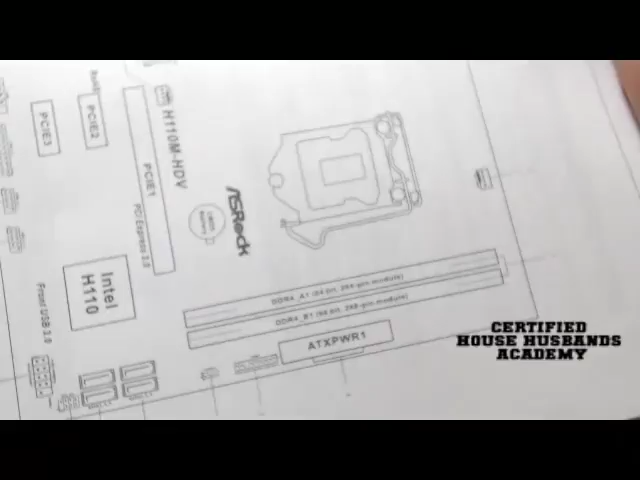 PCIE3
PCIE2
PCIE1
PCI Express 3.0
H110M-HDV
ASRock
Intel
H110
Front USB 3.0
DDR4_A1 (64 bit, 288-pin module)
DDR4_B1 (64 bit, 288-pin module)
ATXPWR1
CERTIFIED
HOUSE HUSBANDS
ACADEMY